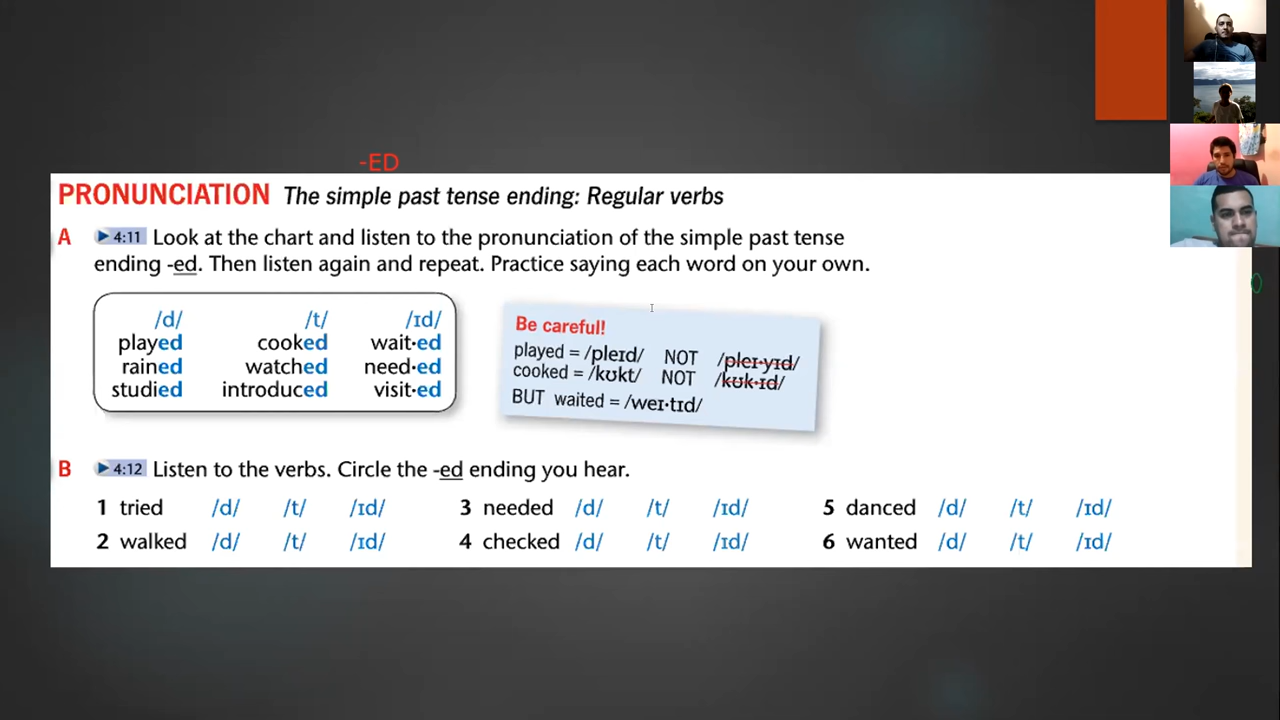 -ED
PRONUNCIATION The simple past tense ending: Regular verbs
A 4:11 Look at the chart and listen to the pronunciation of the simple past tense
ending -ed. Then listen again and repeat. Practice saying each word on your own.
/d/ /t/ /ɪd/
played cooked wait·ed
rained watched need·ed
studied introduced visit·ed
Be careful!
played = /pleɪd/ NOT /pleɪ·yɪd/
cooked = /kʊkt/ NOT /kʊk·ɪd/
BUT waited = /weɪ·tɪd/
B 4:12 Listen to the verbs. Circle the -ed ending you hear.
1 tried /d/ /t/ /ɪd/ 3 needed /d/ /t/ /ɪd/ 5 danced /d/ /t/ /ɪd/
2 walked /d/ /t/ /ɪd/ 4 checked /d/ /t/ /ɪd/ 6 wanted /d/ /t/ /ɪd/